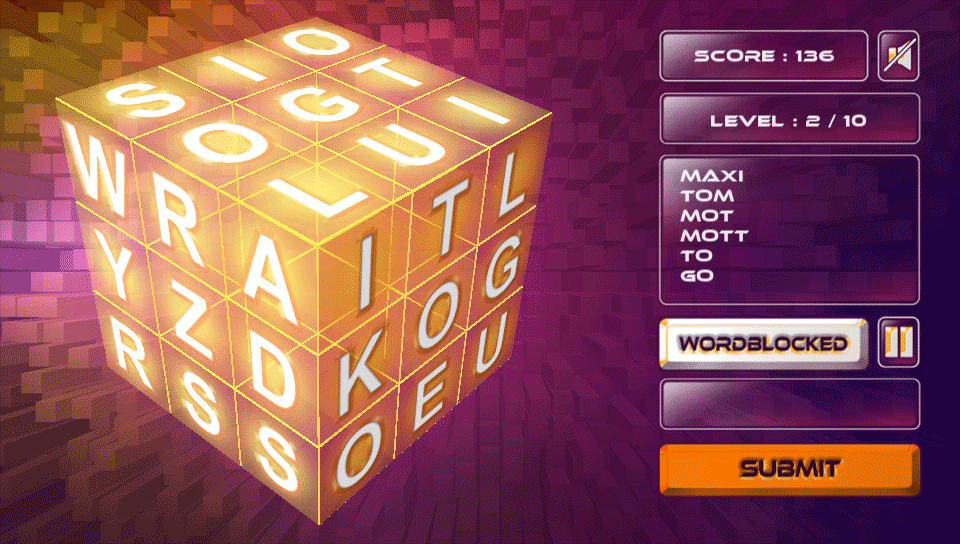 O T I
I G U
S O L
W R A
Y Z D
R S S
I T L
K O G
O E U
SCORE : 136
LEVEL : 2 / 10
MAXI
TOM
MOT
MOTT
TO
GO
WORDBLOCKED
SUBMIT